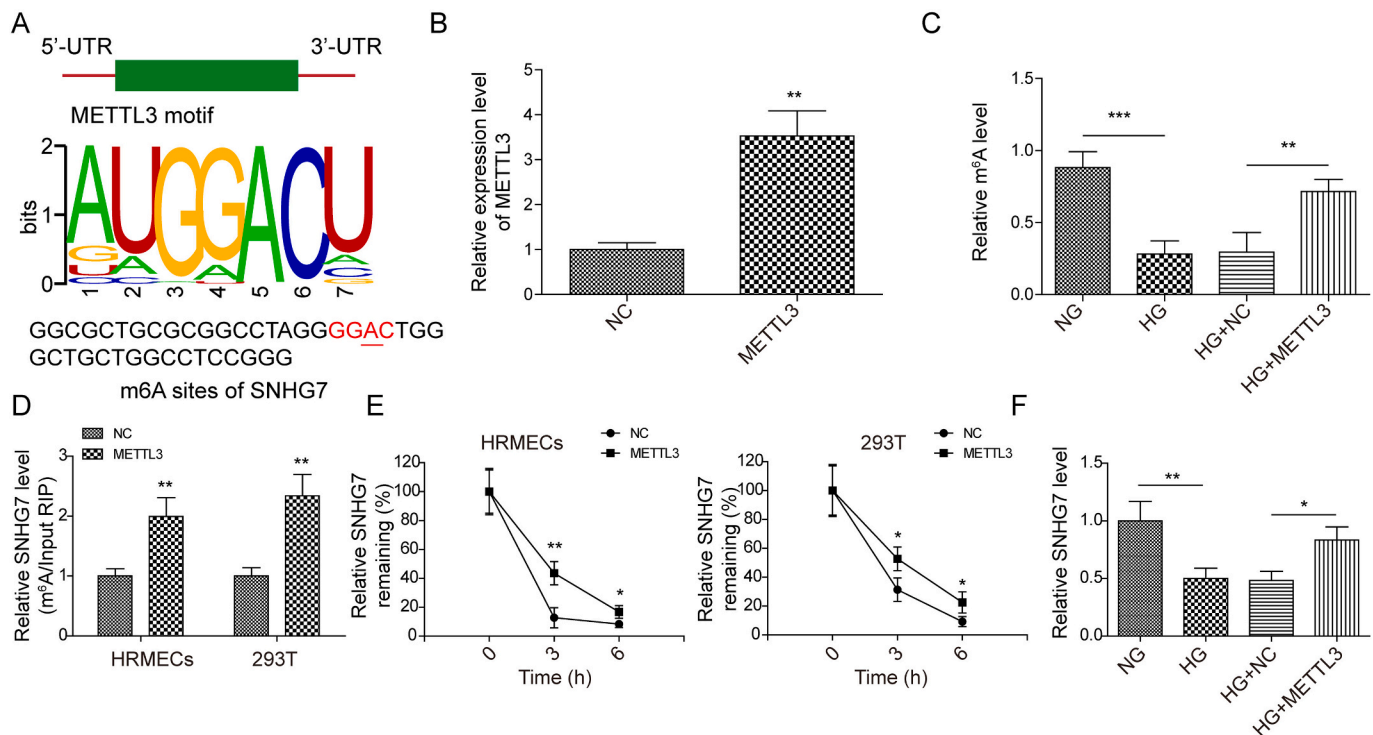 A
5’-UTR
3’-UTR
METTL3 motif
bits
2
1
0
AUGGACU
GA A A
U U C
C C G
1 2 3 4 5 6 7
GGCGCTGCGCGGCCTAGGGGGACTGG
GCTGCTGGCCTCCGGG
m6A sites of SNHG7
B
Relative expression level
of METTL3
5
4
3
2
1
0
**
NC
METTL3
C
Relative m⁶A level
1.5
1.0
0.5
0.0
***
**
NG
HG
HG+NC
HG+METTL3
D
NC
METTL3
Relative SNHG7 level
(m⁶A/Input RIP)
3
2
1
0
**
**
HRMECs
293T
E
HRMECs
NC
METTL3
Relative SNHG7
remaining (%)
120
100
80
60
40
20
0
**
*
0
3
6
Time (h)
293T
NC
METTL3
Relative SNHG7
remaining (%)
120
100
80
60
40
20
0
*
*
0
3
6
Time (h)
F
Relative SNHG7 level
1.5
1.0
0.5
0.0
**
*
NG
HG
HG+NC
HG+METTL3